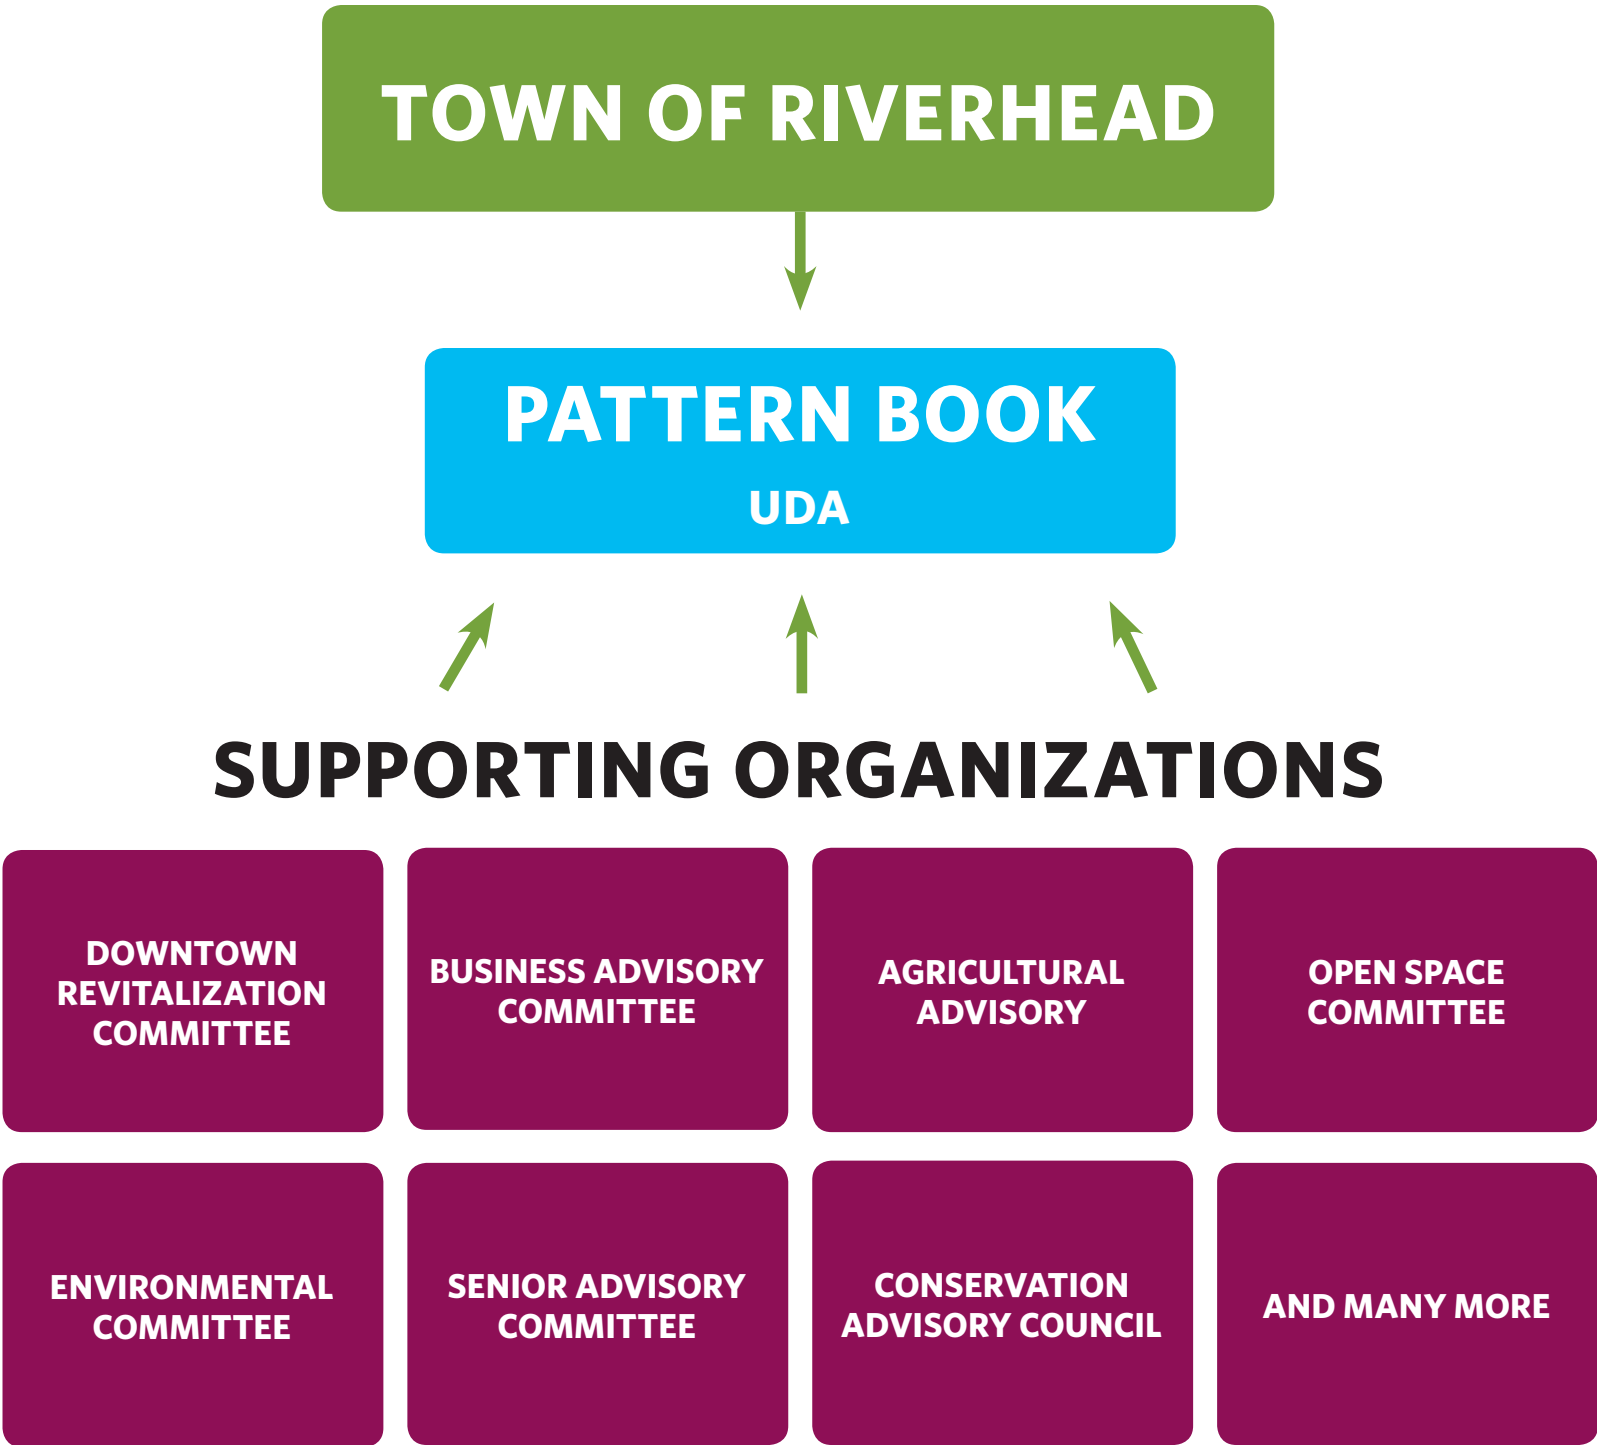 TOWN OF RIVERHEAD
PATTERN BOOK
UDA
SUPPORTING ORGANIZATIONS
DOWNTOWN
REVITALIZATION
COMMITTEE
BUSINESS ADVISORY
COMMITTEE
AGRICULTURAL
ADVISORY
OPEN SPACE
COMMITTEE
ENVIRONMENTAL
COMMITTEE
SENIOR ADVISORY
COMMITTEE
CONSERVATION
ADVISORY COUNCIL
AND MANY MORE